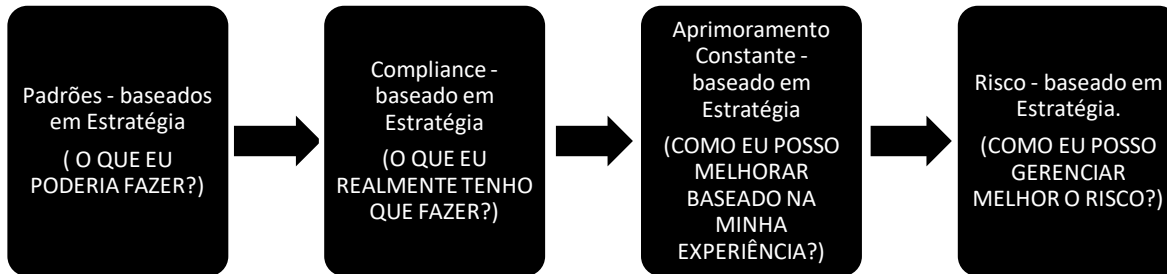 Padrões - baseados
em Estratégia
( O QUE EU
PODERIA FAZER?)
Compliance -
baseado em
Estratégia
(O QUE EU
REALMENTE TENHO
QUE FAZER?)
Aprimoramento
Constante -
baseado em
Estratégia
(COMO EU POSSO
MELHORAR
BASEADO NA
MINHA
EXPERIÊNCIA?)
Risco - baseado em
Estratégia.
(COMO EU POSSO
GERENCIAR
MELHOR O RISCO?)